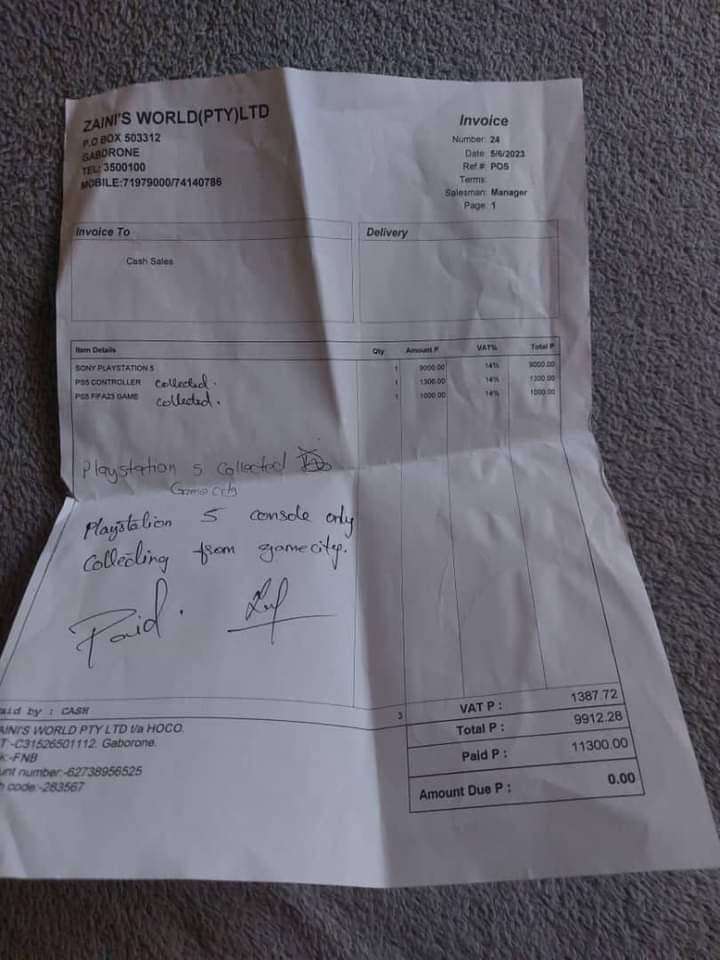 ZAINI'S WORLD(PTY)LTD
P.O BOX 503312
GABORONE
TEL: 3500100
MOBILE:71979000/74140786
Invoice
Number: 24
Date: 5/6/2023
Ref #: POS
Terms:
Salesman: Manager
Page: 1
Invoice To
Cash Sales
Delivery
Item Details Qty Amount P VAT% Total P
SONY PLAYSTATION 5 1 9000.00 14% 9000.00
PS5 CONTROLLER collected. 1 1300.00 14% 1300.00
PS5 FIFA23 GAME collected. 1 1000.00 14% 1000.00
Playstation 5 collected
Game City
Playstation 5 console only
collecting from gamecity.
Paid.
aid by : CASH 3
AINI'S WORLD PTY LTD t/a HOCO.
T-C31526501112. Gaborone.
K-FNB
unt number:-62738956525
h code:-283567
VAT P : 1387.72
Total P : 9912.28
Paid P : 11300.00
Amount Due P : 0.00